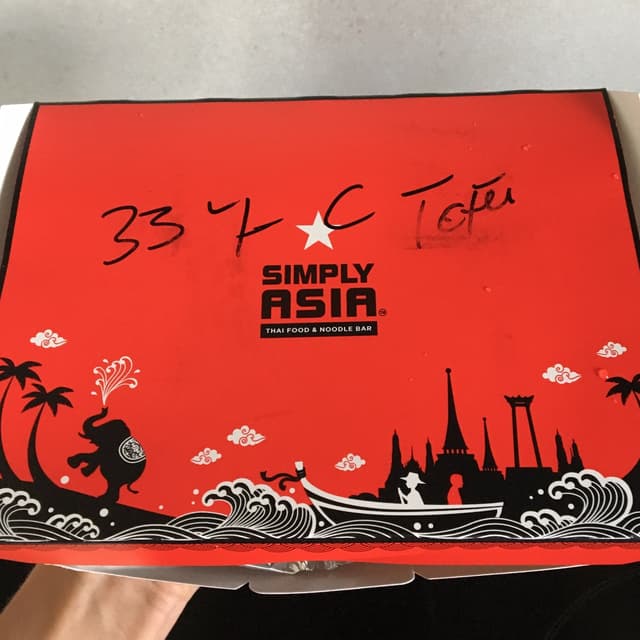 33 Y C Tofu
SIMPLY
ASIA
THAI FOOD & NOODLE BAR